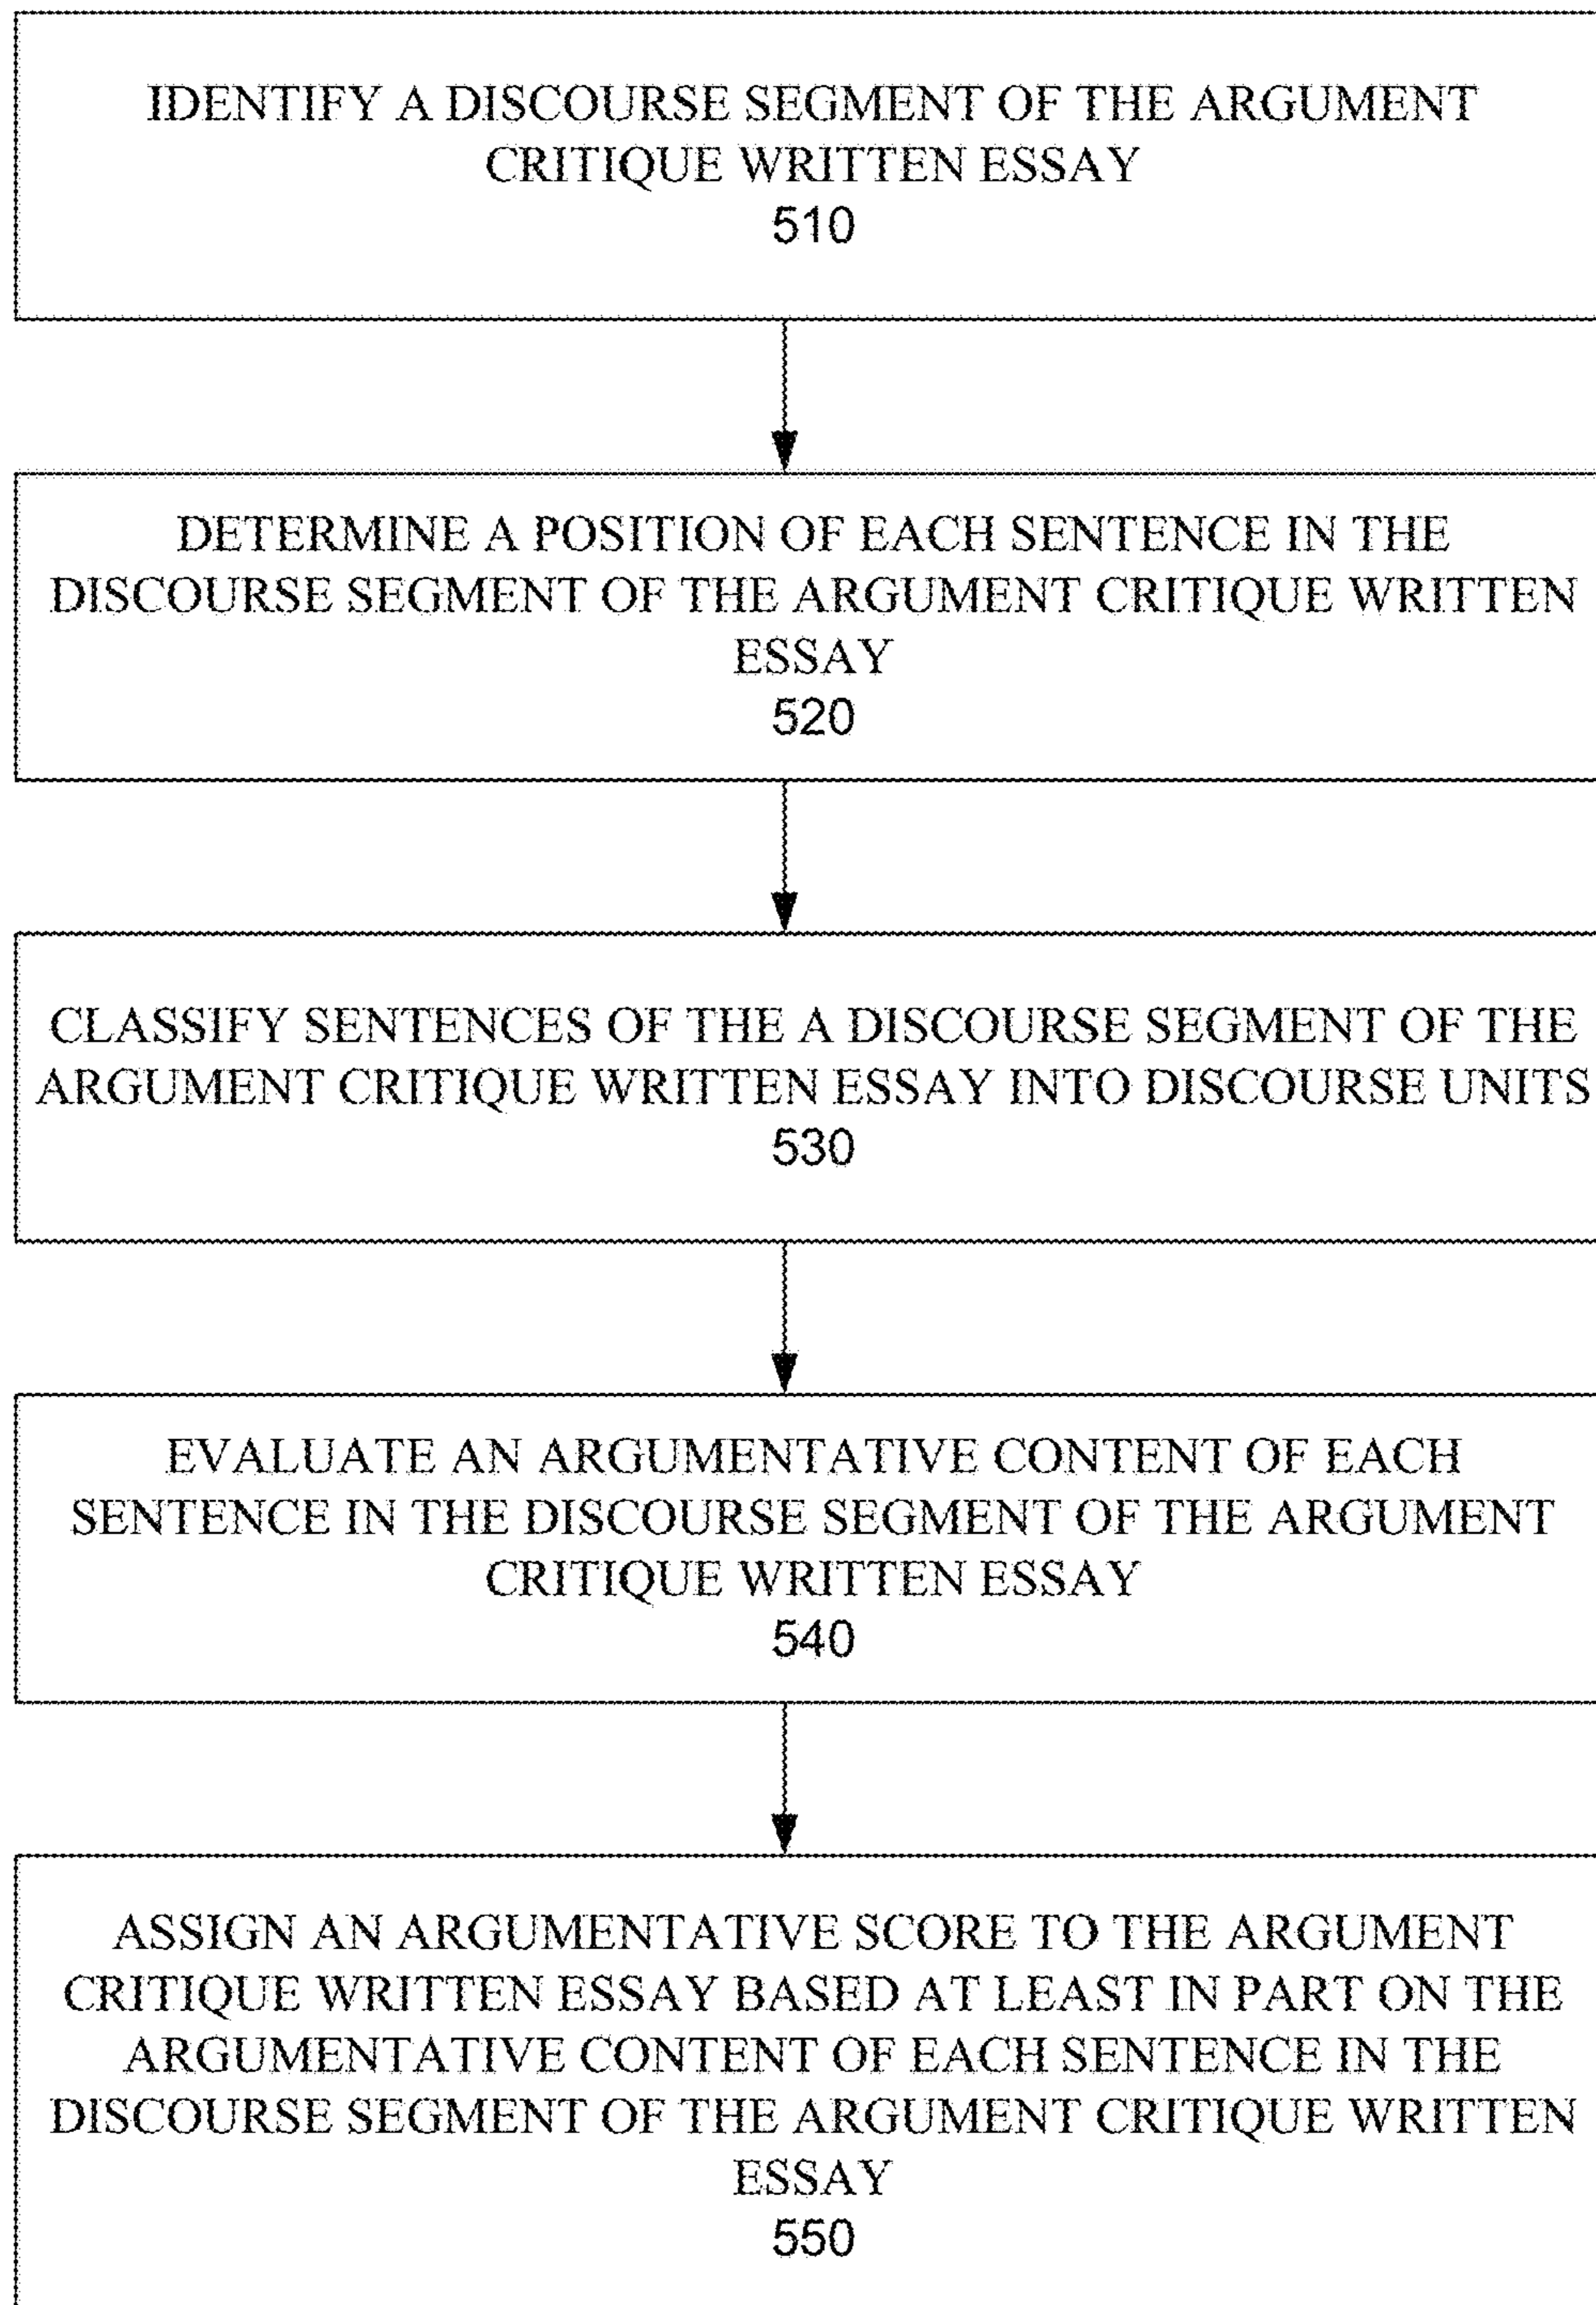 IDENTIFY A DISCOURSE SEGMENT OF THE ARGUMENT
CRITIQUE WRITTEN ESSAY
510
DETERMINE A POSITION OF EACH SENTENCE IN THE
DISCOURSE SEGMENT OF THE ARGUMENT CRITIQUE WRITTEN
ESSAY
520
CLASSIFY SENTENCES OF THE A DISCOURSE SEGMENT OF THE
ARGUMENT CRITIQUE WRITTEN ESSAY INTO DISCOURSE UNITS
530
EVALUATE AN ARGUMENTATIVE CONTENT OF EACH
SENTENCE IN THE DISCOURSE SEGMENT OF THE ARGUMENT
CRITIQUE WRITTEN ESSAY
540
ASSIGN AN ARGUMENTATIVE SCORE TO THE ARGUMENT
CRITIQUE WRITTEN ESSAY BASED AT LEAST IN PART ON THE
ARGUMENTATIVE CONTENT OF EACH SENTENCE IN THE
DISCOURSE SEGMENT OF THE ARGUMENT CRITIQUE WRITTEN
ESSAY
550